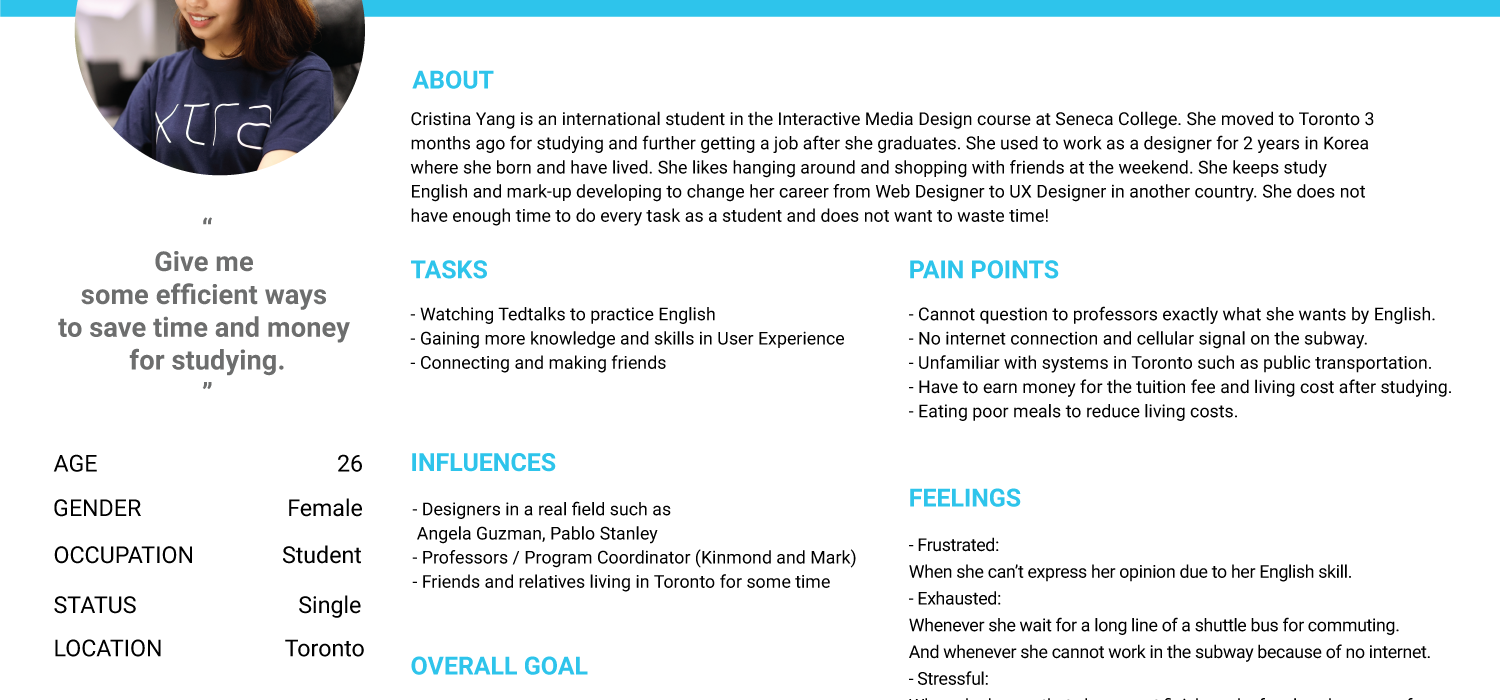 xtra
“
Give me
some efficient ways
to save time and money
for studying.
”
AGE 26
GENDER Female
OCCUPATION Student
STATUS Single
LOCATION Toronto
ABOUT
Cristina Yang is an international student in the Interactive Media Design course at Seneca College. She moved to Toronto 3
months ago for studying and further getting a job after she graduates. She used to work as a designer for 2 years in Korea
where she born and have lived. She likes hanging around and shopping with friends at the weekend. She keeps study
English and mark-up developing to change her career from Web Designer to UX Designer in another country. She does not
have enough time to do every task as a student and does not want to waste time!
TASKS
- Watching Tedtalks to practice English
- Gaining more knowledge and skills in User Experience
- Connecting and making friends
INFLUENCES
- Designers in a real field such as
Angela Guzman, Pablo Stanley
- Professors / Program Coordinator (Kinmond and Mark)
- Friends and relatives living in Toronto for some time
OVERALL GOAL
PAIN POINTS
- Cannot question to professors exactly what she wants by English.
- No internet connection and cellular signal on the subway.
- Unfamiliar with systems in Toronto such as public transportation.
- Have to earn money for the tuition fee and living cost after studying.
- Eating poor meals to reduce living costs.
FEELINGS
- Frustrated:
When she can’t express her opinion due to her English skill.
- Exhausted:
Whenever she wait for a long line of a shuttle bus for commuting.
And whenever she cannot work in the subway because of no internet.
- Stressful: